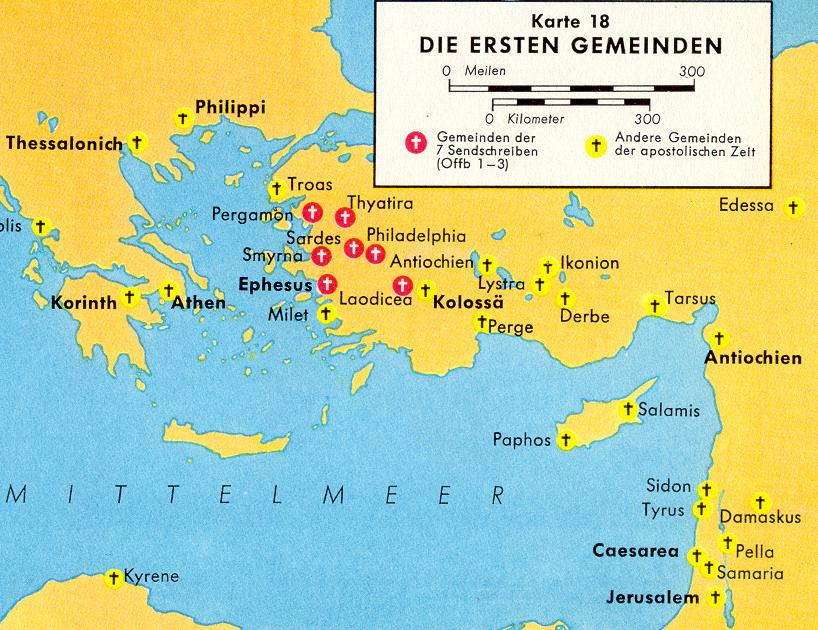 Karte 18
DIE ERSTEN GEMEINDEN
0 Meilen 300
0 Kilometer 300
Gemeinden der
7 Sendschreiben
(Offb 1–3)
Andere Gemeinden
der apostolischen Zeit
Philippi
Thessalonich
Troas
Pergamon
Thyatira
Edessa
olis
Sardes
Philadelphia
Smyrna
Antiochien
Ikonion
Ephesus
Lystra
Laodicea
Kolossä
Korinth
Athen
Milet
Derbe
Tarsus
Perge
Antiochien
Salamis
Paphos
MITTELMEER
Sidon
Tyrus
Damaskus
Caesarea
Pella
Samaria
Kyrene
Jerusalem